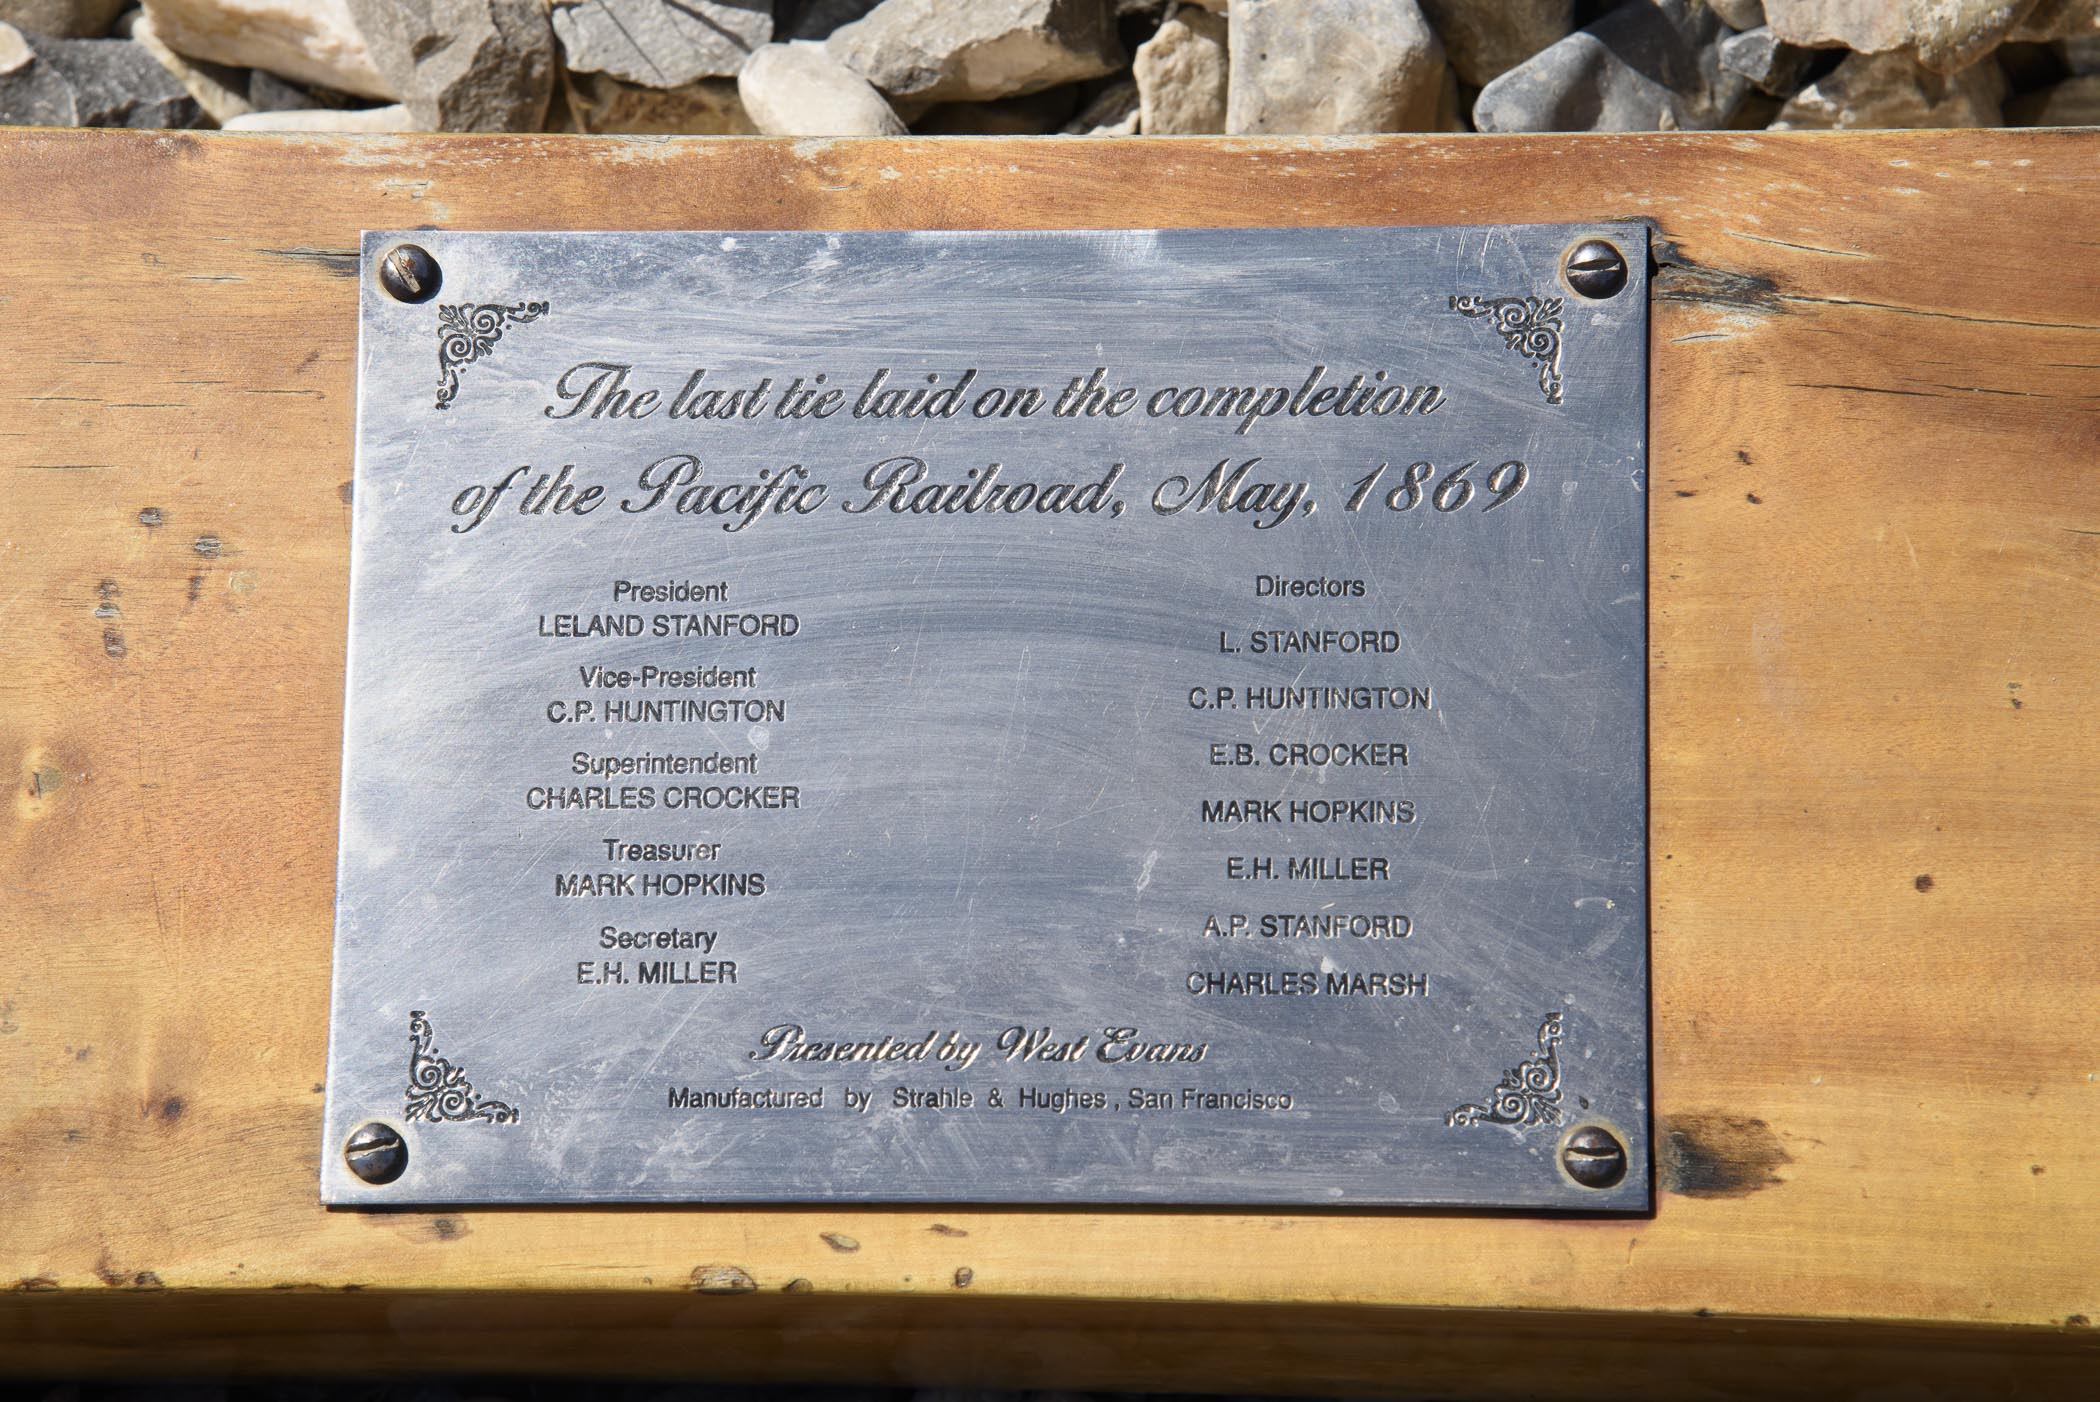 The last tie laid on the completion
of the Pacific Railroad, May, 1869
President
LELAND STANFORD
Vice-President
C.P. HUNTINGTON
Superintendent
CHARLES CROCKER
Treasurer
MARK HOPKINS
Secretary
E.H. MILLER
Directors
L. STANFORD
C.P. HUNTINGTON
E.B. CROCKER
MARK HOPKINS
E.H. MILLER
A.P. STANFORD
CHARLES MARSH
Presented by West Evans
Manufactured by Strahle & Hughes , San Francisco